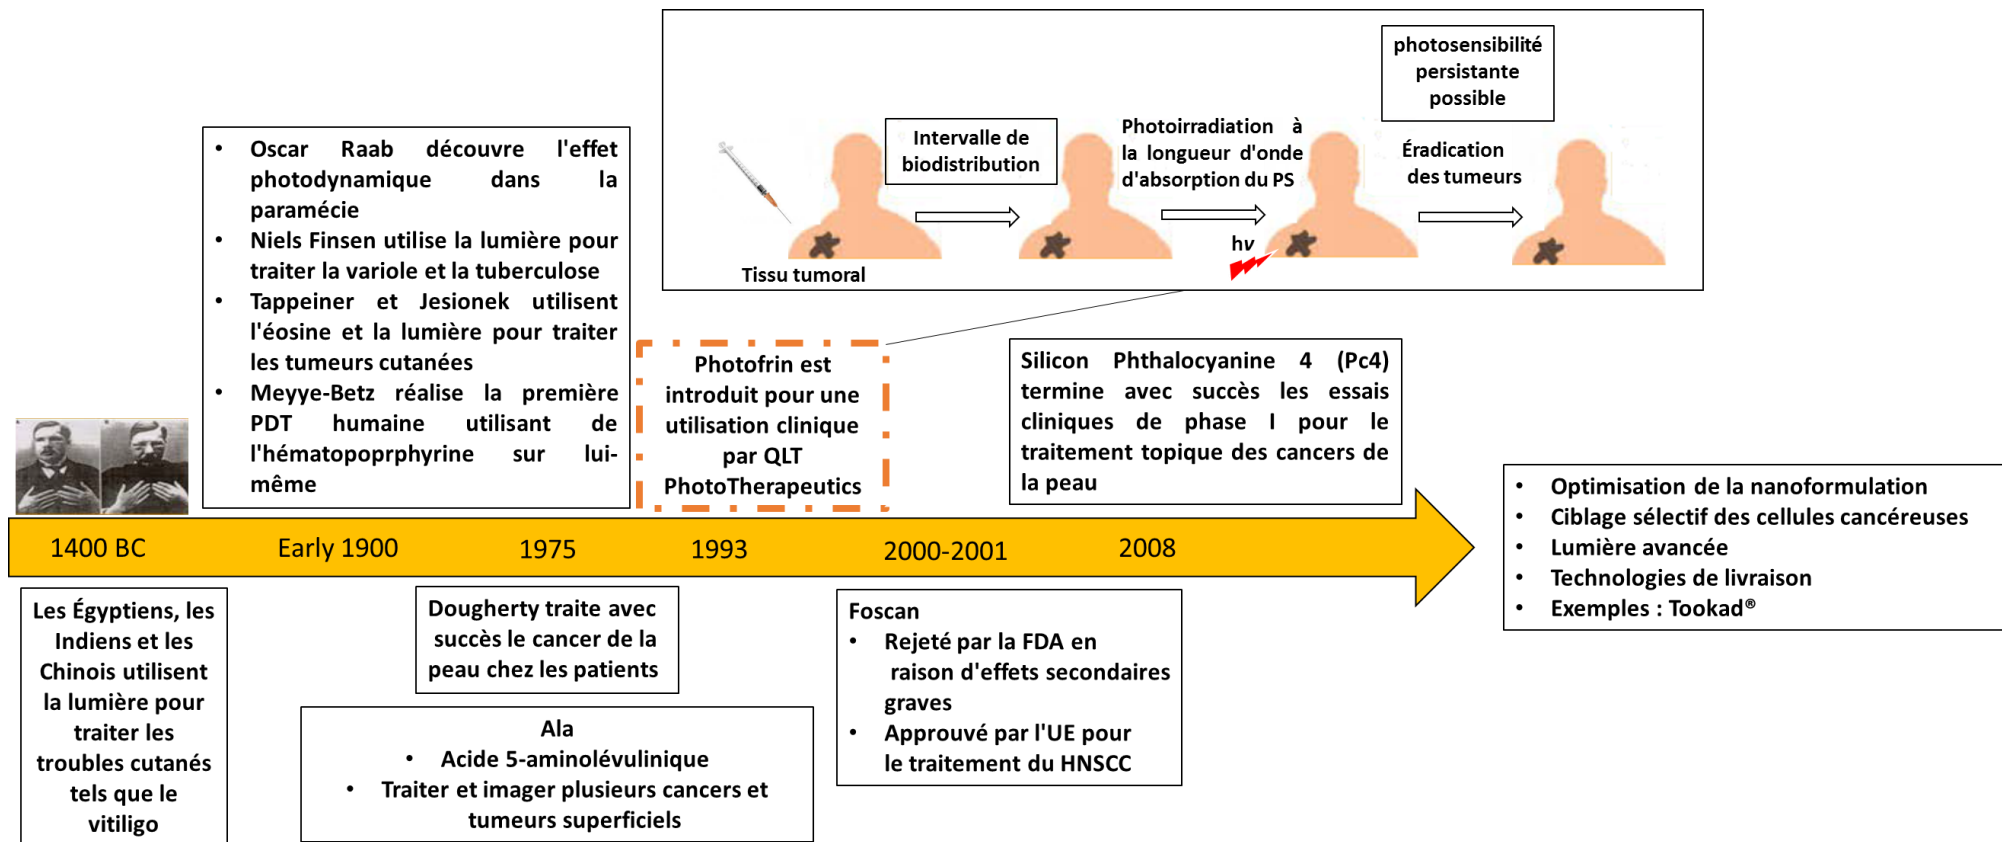 photosensibilité
persistante
possible
Intervalle de
biodistribution
Photoirradiation à
la longueur d'onde
d'absorption du PS
Éradication
des tumeurs
hv
Tissu tumoral
• Oscar Raab découvre l'effet
photodynamique dans la
paramécie
• Niels Finsen utilise la lumière pour
traiter la variole et la tuberculose
• Tappeiner et Jesionek utilisent
l'éosine et la lumière pour traiter
les tumeurs cutanées
• Meyye-Betz réalise la première
PDT humaine utilisant de
l'hématopoprphyrine sur lui-
même
Photofrin est
introduit pour une
utilisation clinique
par QLT
PhotoTherapeutics
Silicon Phthalocyanine 4 (Pc4)
termine avec succès les essais
cliniques de phase I pour le
traitement topique des cancers de
la peau
1400 BC
Early 1900
1975
1993
2000-2001
2008
• Optimisation de la nanoformulation
• Ciblage sélectif des cellules cancéreuses
• Lumière avancée
• Technologies de livraison
• Exemples : Tookad®
Les Égyptiens, les
Indiens et les
Chinois utilisent
la lumière pour
traiter les
troubles cutanés
tels que le
vitiligo
Dougherty traite avec
succès le cancer de la
peau chez les patients
Ala
• Acide 5-aminolévulinique
• Traiter et imager plusieurs cancers et
tumeurs superficiels
Foscan
• Rejeté par la FDA en
raison d'effets secondaires
graves
• Approuvé par l'UE pour
le traitement du HNSCC